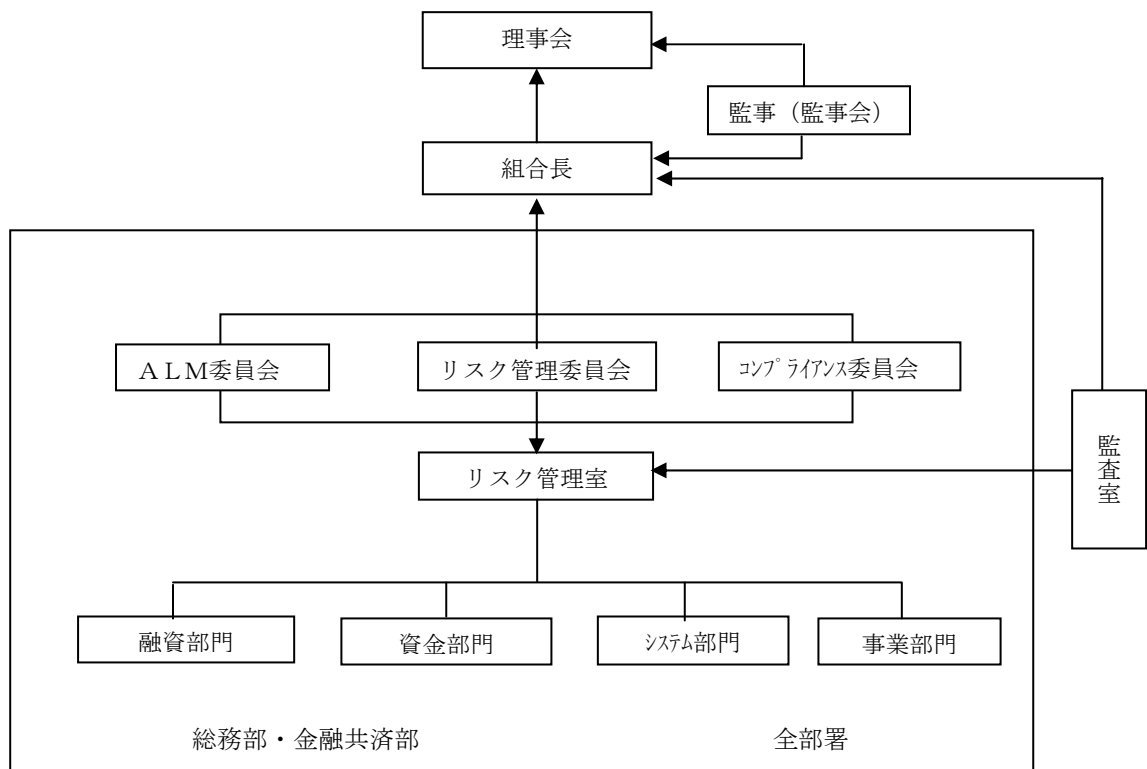 理事会
監事（監事会）
組合長
ＡＬＭ委員会
リスク管理委員会
ｺﾝﾌﾟﾗｲｱﾝｽ委員会
監査室
リスク管理室
融資部門
資金部門
ｼｽﾃﾑ部門
事業部門
総務部・金融共済部
全部署